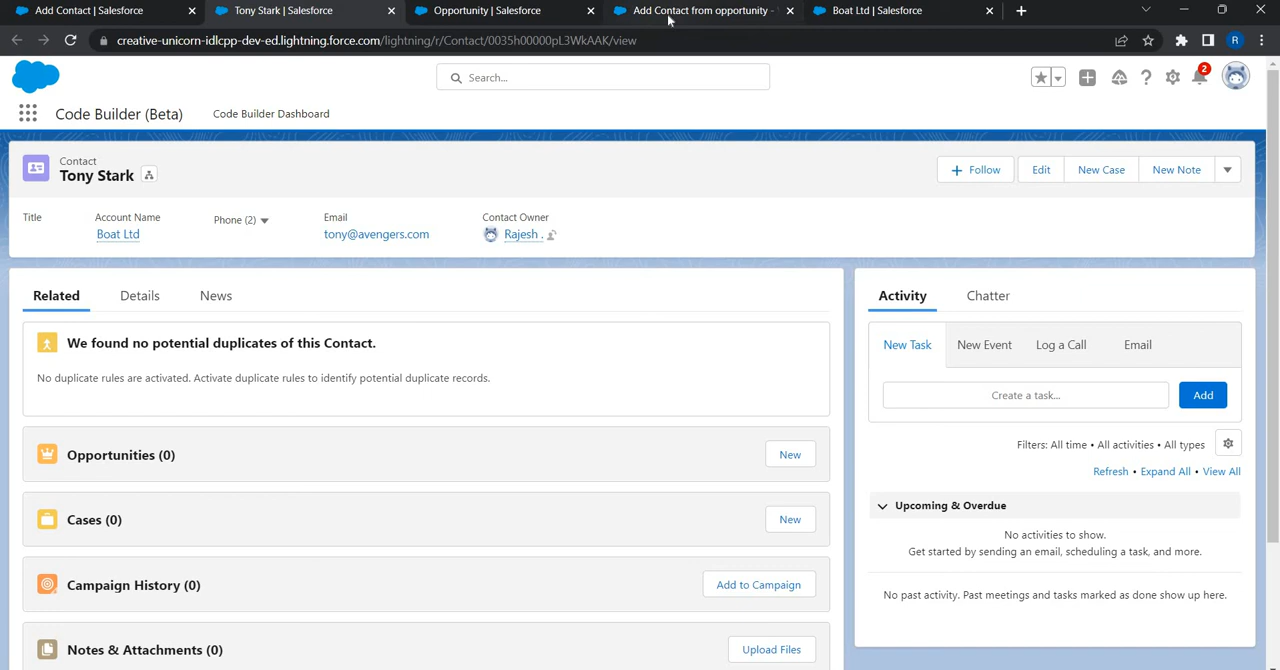 Add Contact | Salesforce
Tony Stark | Salesforce
Opportunity | Salesforce
Add Contact from opportunity -
Boat Ltd | Salesforce
creative-unicorn-idlcpp-dev-ed.lightning.force.com/lightning/r/Contact/0035h00000pL3WkAAK/view
R
Search...
2
Code Builder (Beta)
Code Builder Dashboard
Contact
Tony Stark
Follow
Edit
New Case
New Note
Title
Account Name
Boat Ltd
Phone (2)
Email
tony@avengers.com
Contact Owner
Rajesh .
Related
Details
News
We found no potential duplicates of this Contact.
No duplicate rules are activated. Activate duplicate rules to identify potential duplicate records.
Opportunities (0)
New
Cases (0)
New
Campaign History (0)
Add to Campaign
Notes & Attachments (0)
Upload Files
Activity
Chatter
New Task
New Event
Log a Call
Email
Create a task...
Add
Filters: All time • All activities • All types
Refresh • Expand All • View All
Upcoming & Overdue
No activities to show.
Get started by sending an email, scheduling a task, and more.
No past activity. Past meetings and tasks marked as done show up here.